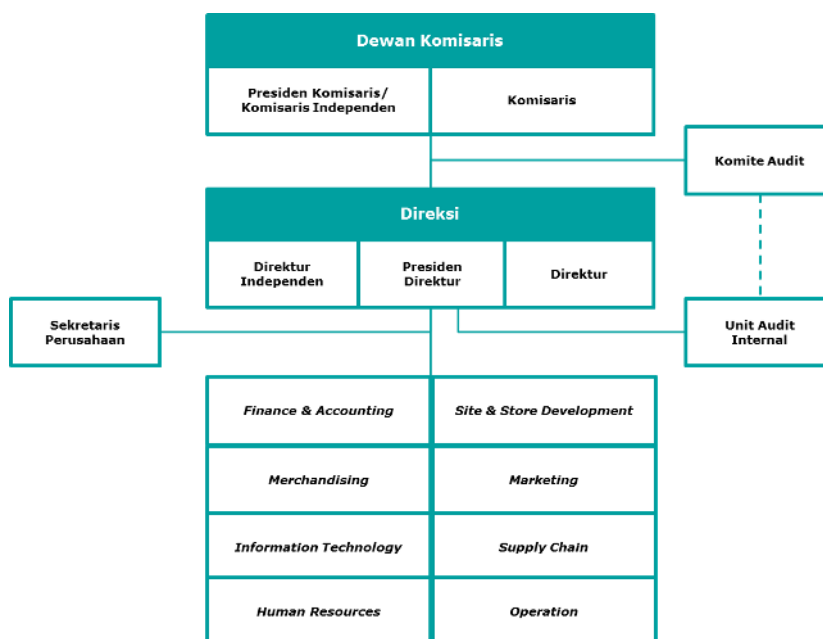 Dewan Komisaris
Presiden Komisaris/
Komisaris Independen
Komisaris
Komite Audit
Direksi
Direktur
Independen
Presiden
Direktur
Direktur
Sekretaris
Perusahaan
Unit Audit
Internal
Finance & Accounting
Site & Store Development
Merchandising
Marketing
Information Technology
Supply Chain
Human Resources
Operation